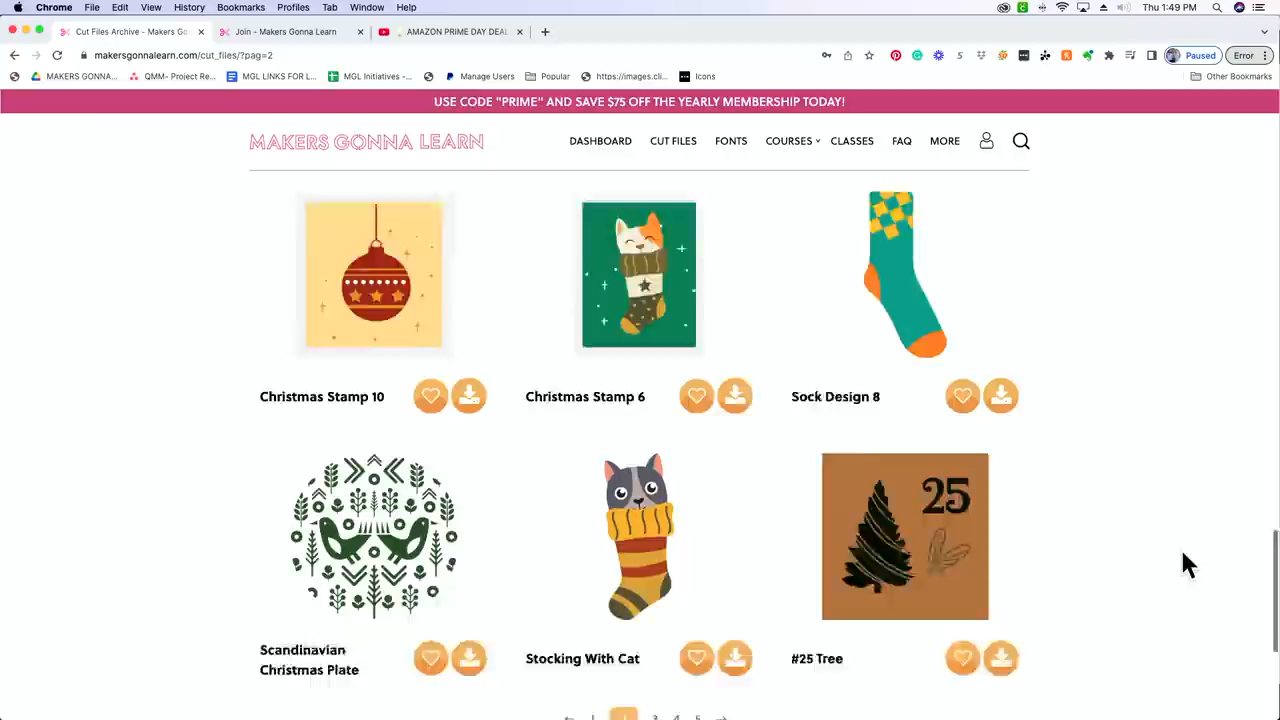 Chrome File Edit View History Bookmarks Profiles Tab Window Help Thu 1:49 PM
Cut Files Archive - Makers Go Join - Makers Gonna Learn AMAZON PRIME DAY DEAL
makersgonnalearn.com/cut_files/?pag=2 Paused Error
MAKERS GONNA... QMM- Project Re... MGL LINKS FOR L... MGL Initiatives -... Manage Users Popular https://images.cli... Icons Other Bookmarks
USE CODE "PRIME" AND SAVE $75 OFF THE YEARLY MEMBERSHIP TODAY!
MAKERS GONNA LEARN DASHBOARD CUT FILES FONTS COURSES CLASSES FAQ MORE
Christmas Stamp 10 Christmas Stamp 6 Sock Design 8
25
Scandinavian
Christmas Plate
Stocking With Cat #25 Tree